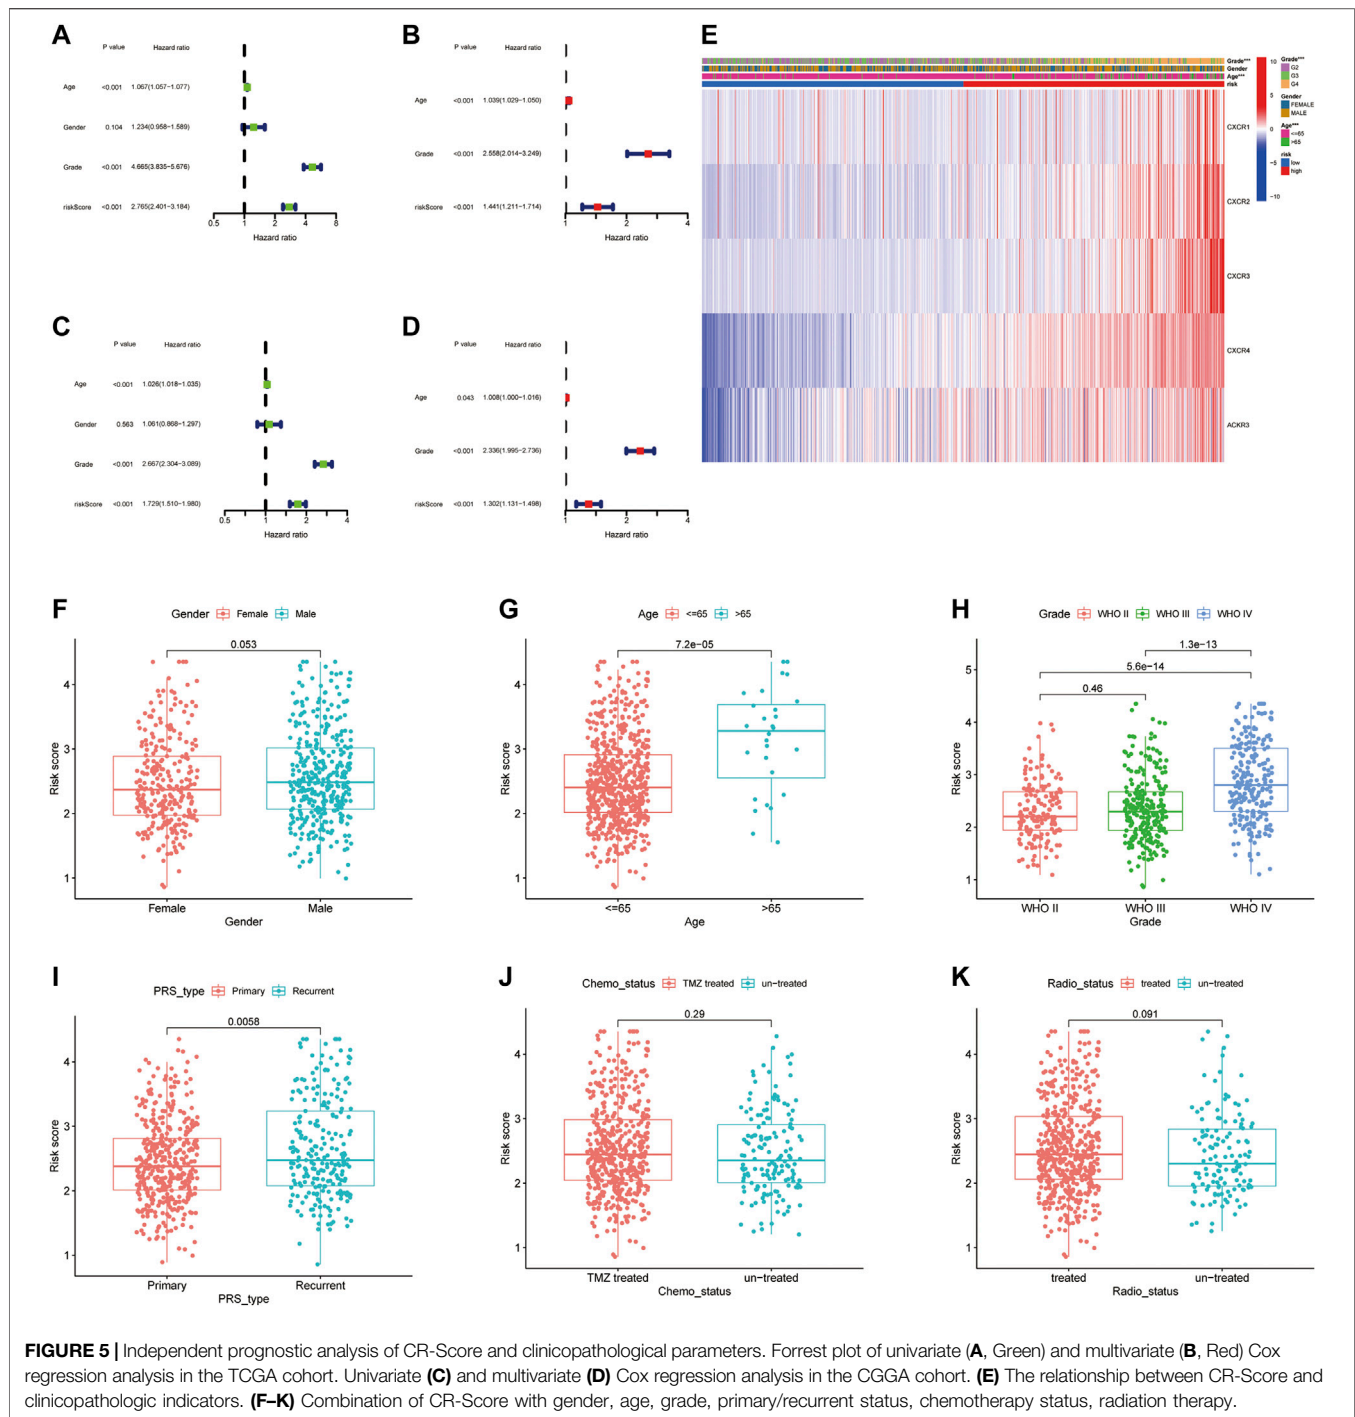 A
P value Hazard ratio
Age <0.001 1.067(1.057−1.077)
Gender 0.104 1.234(0.958−1.589)
Grade <0.001 4.665(3.835−5.676)
riskScore <0.001 2.765(2.401−3.184)
0.5 1 2 4 8
Hazard ratio
B
P value Hazard ratio
Age <0.001 1.039(1.029−1.050)
Grade <0.001 2.558(2.014−3.249)
riskScore <0.001 1.441(1.211−1.714)
1 2 4
Hazard ratio
C
P value Hazard ratio
Age <0.001 1.026(1.018−1.035)
Gender 0.563 1.061(0.868−1.297)
Grade <0.001 2.667(2.304−3.089)
riskScore <0.001 1.729(1.510−1.980)
0.5 1 2 4
Hazard ratio
D
P value Hazard ratio
Age 0.043 1.008(1.000−1.016)
Grade <0.001 2.336(1.995−2.736)
riskScore <0.001 1.302(1.131−1.498)
1 2 4
Hazard ratio
E
Grade***
Gender
Age***
risk
CXCR1
CXCR2
CXCR3
CXCR4
ACKR3
10
5
0
−5
−10
Grade***
G2
G3
G4
Gender
FEMALE
MALE
Age***
<=65
>65
risk
low
high
F
Gender Female Male
0.053
4
3
2
1
Risk score
Female Male
Gender
G
Age <=65 >65
7.2e−05
4
3
2
1
Risk score
<=65 >65
Age
H
Grade WHO II WHO III WHO IV
1.3e−13
5.6e−14
0.46
5
4
3
2
1
Risk score
WHO II WHO III WHO IV
Grade
I
PRS_type Primary Recurrent
0.0058
4
3
2
1
Risk score
Primary Recurrent
PRS_type
J
Chemo_status TMZ treated un−treated
0.29
4
3
2
1
Risk score
TMZ treated un−treated
Chemo_status
K
Radio_status treated un−treated
0.091
4
3
2
1
Risk score
treated un−treated
Radio_status
FIGURE 5 | Independent prognostic analysis of CR-Score and clinicopathological parameters. Forrest plot of univariate (A, Green) and multivariate (B, Red) Cox
regression analysis in the TCGA cohort. Univariate (C) and multivariate (D) Cox regression analysis in the CGGA cohort. (E) The relationship between CR-Score and
clinicopathologic indicators. (F–K) Combination of CR-Score with gender, age, grade, primary/recurrent status, chemotherapy status, radiation therapy.